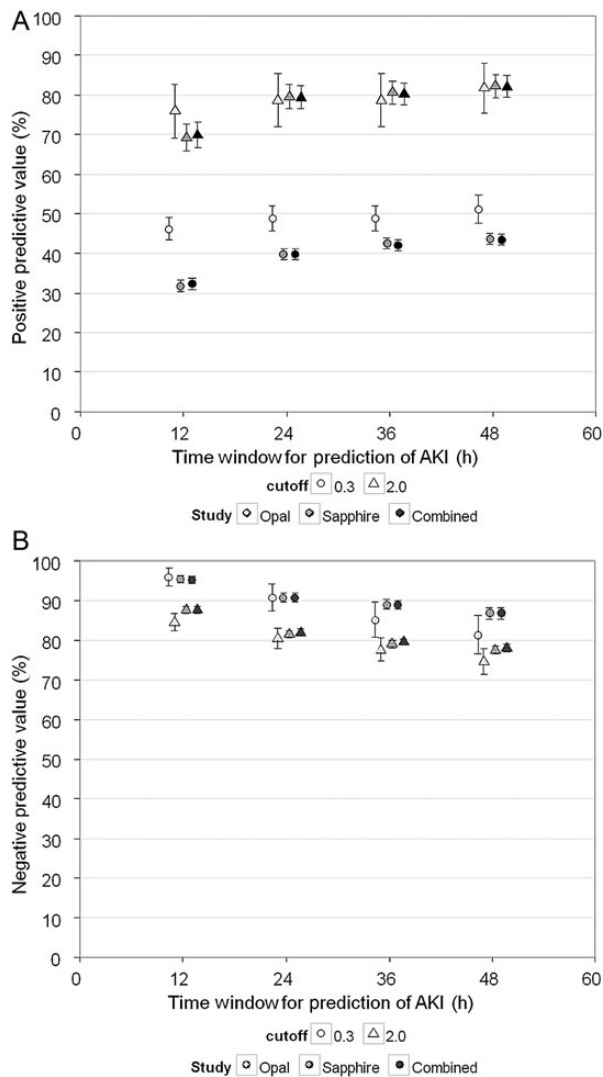 A
Positive predictive value (%)
100
90
80
70
60
50
40
30
20
10
0
0 12 24 36 48 60
Time window for prediction of AKI (h)
cutoff 0.3 2.0
Study Opal Sapphire Combined
B
Negative predictive value (%)
100
90
80
70
60
50
40
30
20
10
0
0 12 24 36 48 60
Time window for prediction of AKI (h)
cutoff 0.3 2.0
Study Opal Sapphire Combined